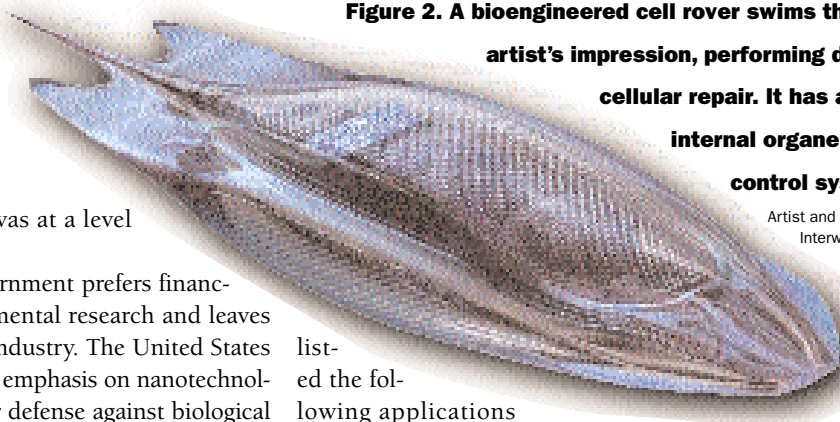 Figure 2. A bioengineered cell rover swims th
artist's impression, performing d
cellular repair. It has a
internal organe
control sy
Artist and
Interw
was at a level
ernment prefers financ-
mental research and leaves
ndustry. The United States
emphasis on nanotechnol-
r defense against biological
list-
ed the fol-
lowing applications